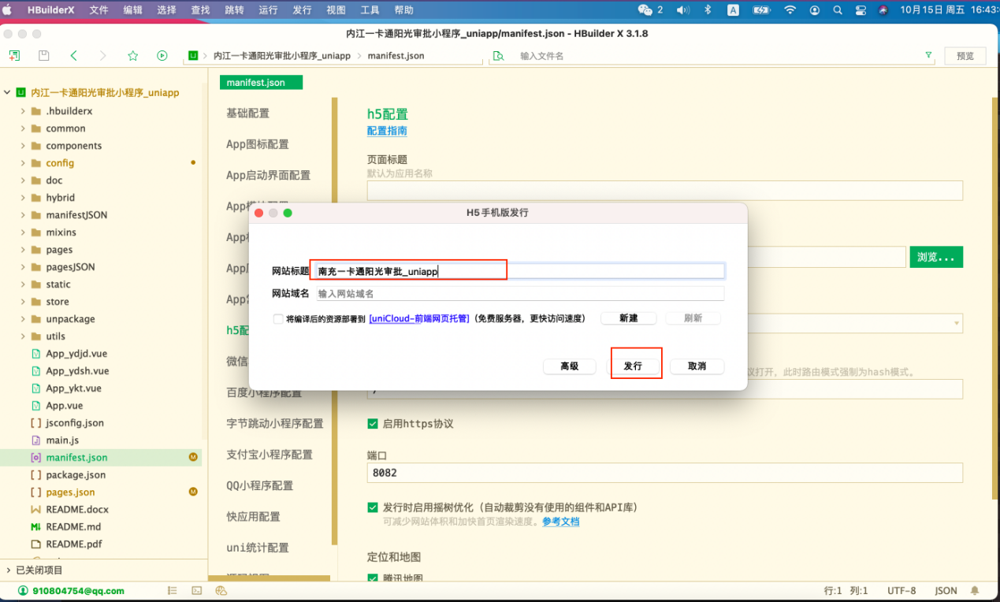 HBuilderX 文件 编辑 选择 查找 跳转 运行 发行 视图 工具 帮助 2 A 10月15日 周五 16:43:
内江一卡通阳光审批小程序_uniapp/manifest.json - HBuilder X 3.1.8
内江一卡通阳光审批小程序_uniapp manifest.json 输入文件名 预览
内江一卡通阳光审批小程序_uniapp
.hbuilderx
common
components
config
doc
hybrid
manifestJSON
mixins
pages
pagesJSON
static
store
unpackage
utils
App_ydjd.vue
App_ydsh.vue
App_ykt.vue
App.vue
jsconfig.json
main.js
manifest.json M
package.json
pages.json M
README.docx
README.md
README.pdf
已关闭项目
manifest.json
基础配置
App图标配置
App启动界面配置
App
App
App
App
h5配
微信
百度小程序配置
字节跳动小程序配置
支付宝小程序配置
QQ小程序配置
快应用配置
uni统计配置
h5配置
配置指南
页面标题
默认为应用名称
浏览...
H5手机版发行
网站标题 南充一卡通阳光审批_uniapp
网站域名 输入网站域名
将编译后的资源部署到 [uniCloud-前端网页托管] (免费服务器，更快访问速度) 新建 刷新
高级 发行 取消
议打开，此时路由模式强制为hash模式。
启用https协议
端口
8082
发行时启用摇树优化（自动裁剪没有使用的组件和API库）
可减少网站体积和加快首页渲染速度。参考文档
定位和地图
腾讯地图
910804754@qq.com 行:1 列:1 UTF-8 JSON